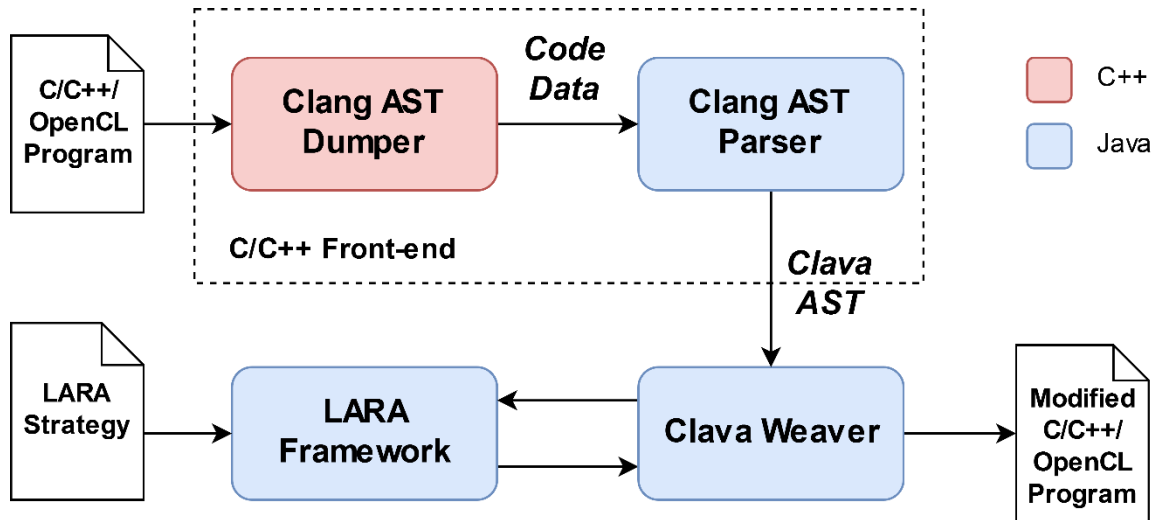 C/C++/
OpenCL
Program
Clang AST
Dumper
Code
Data
Clang AST
Parser
C++
Java
C/C++ Front-end
Clava
AST
LARA
Strategy
LARA
Framework
Clava Weaver
Modified
C/C++/
OpenCL
Program